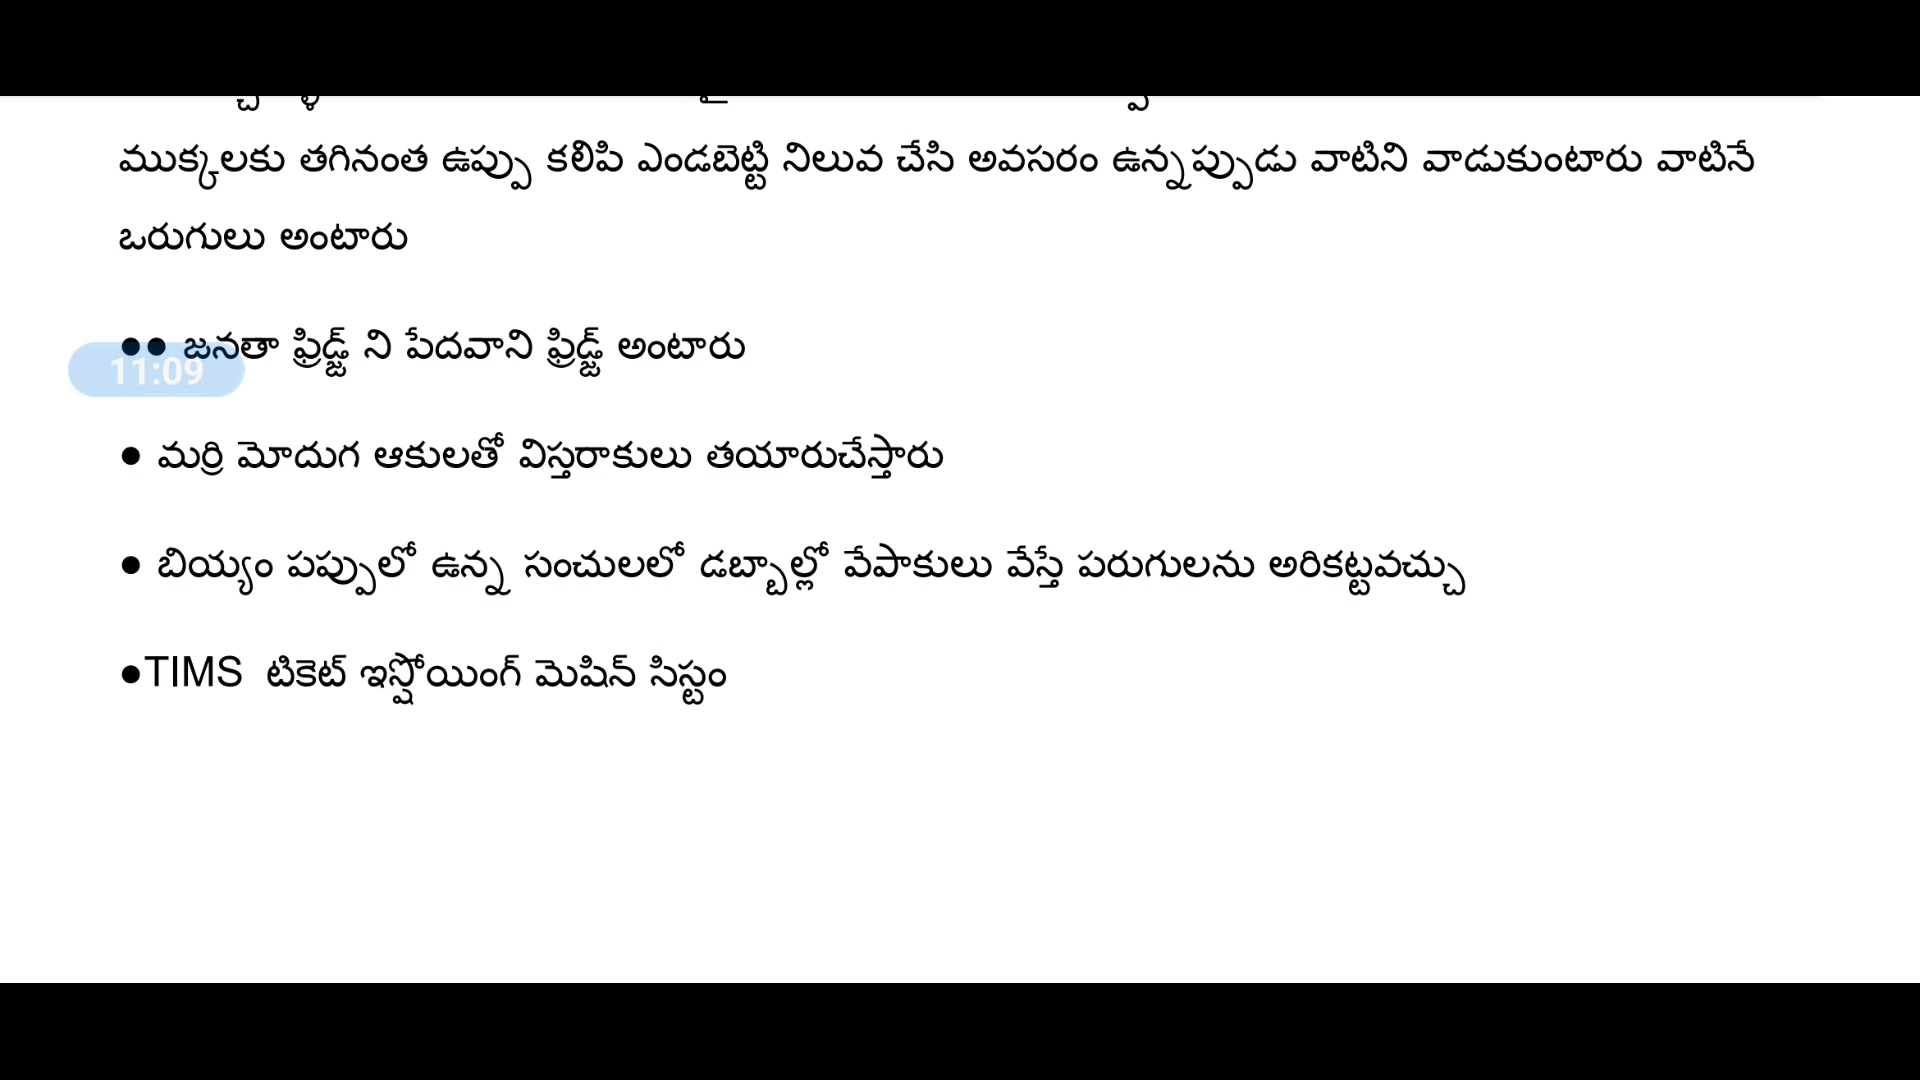 ముక్కలకు తగినంత ఉప్పు కలిపి ఎండబెట్టి నిలువ చేసి అవసరం ఉన్నప్పుడు వాటిని వాడుకుంటారు వాటినే
ఒరుగులు అంటారు
●● జనతా ఫ్రిడ్జ్ ని పేదవాని ఫ్రిడ్జ్ అంటారు
11:09
● మర్రి మోదుగ ఆకులతో విస్తరాకులు తయారుచేస్తారు
● బియ్యం పప్పులో ఉన్న సంచులలో డబ్బాల్లో వేపాకులు వేస్తే పరుగులను అరికట్టవచ్చు
●TIMS టికెట్ ఇష్షోయింగ్ మెషిన్ సిస్టం